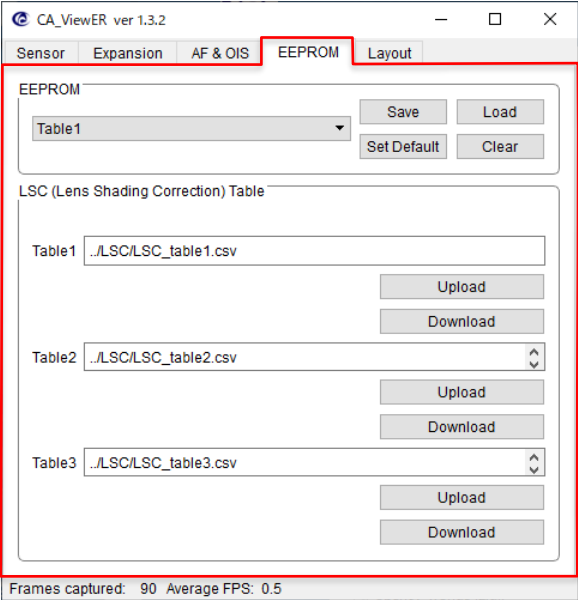 CA_ViewER ver 1.3.2
Sensor Expansion AF & OIS EEPROM Layout
EEPROM
Table1
Save Load
Set Default Clear
LSC (Lens Shading Correction) Table
Table1 ../LSC/LSC_table1.csv
Upload
Download
Table2 ../LSC/LSC_table2.csv
Upload
Download
Table3 ../LSC/LSC_table3.csv
Upload
Download
Frames captured: 90 Average FPS: 0.5